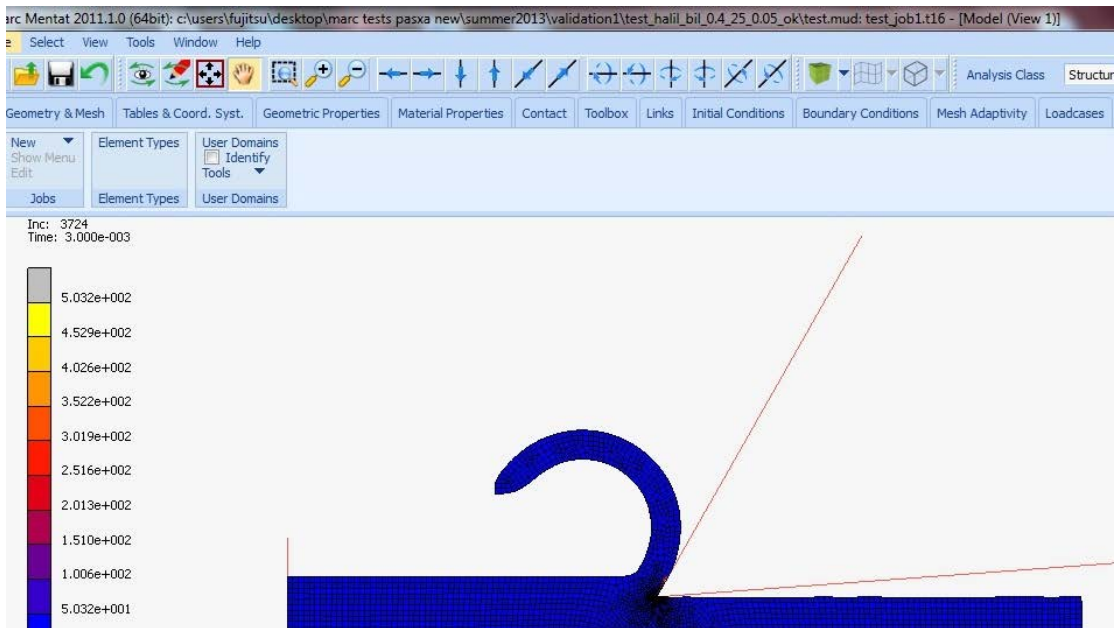 arc Mentat 2011.1.0 (64bit): c:\users\fujitsu\desktop\marc tests pasxa new\summer2013\validation1\test_halil_bil_0.4_25_0.05_ok\test.mud: test_job1.t16 - [Model (View 1)]
e Select View Tools Window Help
Analysis Class Structur
Geometry & Mesh Tables & Coord. Syst. Geometric Properties Material Properties Contact Toolbox Links Initial Conditions Boundary Conditions Mesh Adaptivity Loadcases
New Element Types User Domains
Show Menu Identify
Edit Tools
Jobs Element Types User Domains
Inc: 3724
Time: 3.000e-003
5.032e+002
4.529e+002
4.026e+002
3.522e+002
3.019e+002
2.516e+002
2.013e+002
1.510e+002
1.006e+002
5.032e+001